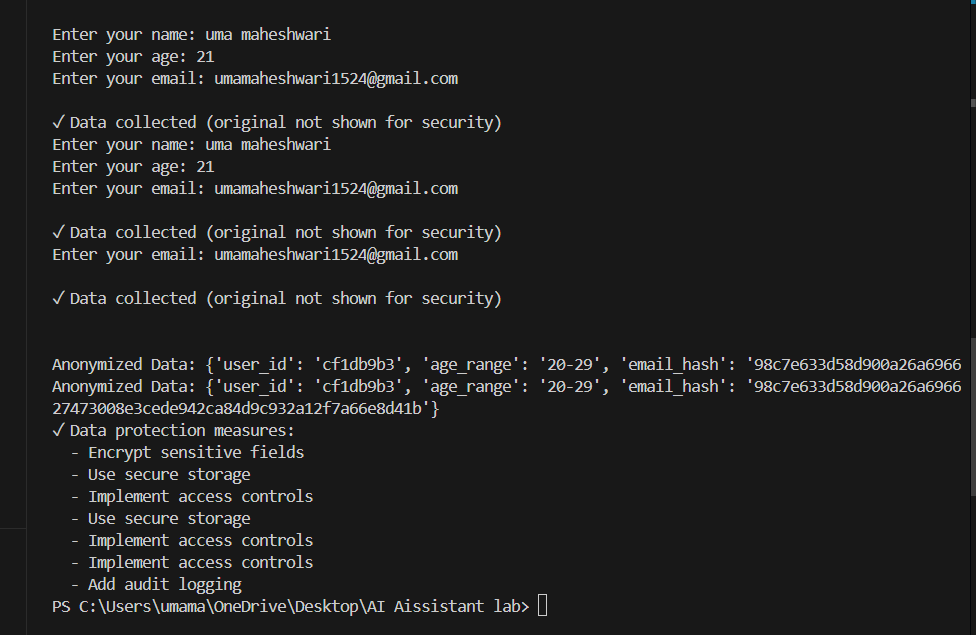 Enter your name: uma maheshwari
Enter your age: 21
Enter your email: umamaheshwari1524@gmail.com
✓ Data collected (original not shown for security)
Enter your name: uma maheshwari
Enter your age: 21
Enter your email: umamaheshwari1524@gmail.com
✓ Data collected (original not shown for security)
Enter your email: umamaheshwari1524@gmail.com
✓ Data collected (original not shown for security)
Anonymized Data: {'user_id': 'cf1db9b3', 'age_range': '20-29', 'email_hash': '98c7e633d58d900a26a6966
Anonymized Data: {'user_id': 'cf1db9b3', 'age_range': '20-29', 'email_hash': '98c7e633d58d900a26a6966
27473008e3cede942ca84d9c932a12f7a66e8d41b'}
✓ Data protection measures:
- Encrypt sensitive fields
- Use secure storage
- Implement access controls
- Use secure storage
- Implement access controls
- Implement access controls
- Add audit logging
PS C:\Users\umama\OneDrive\Desktop\AI Aissistant lab>